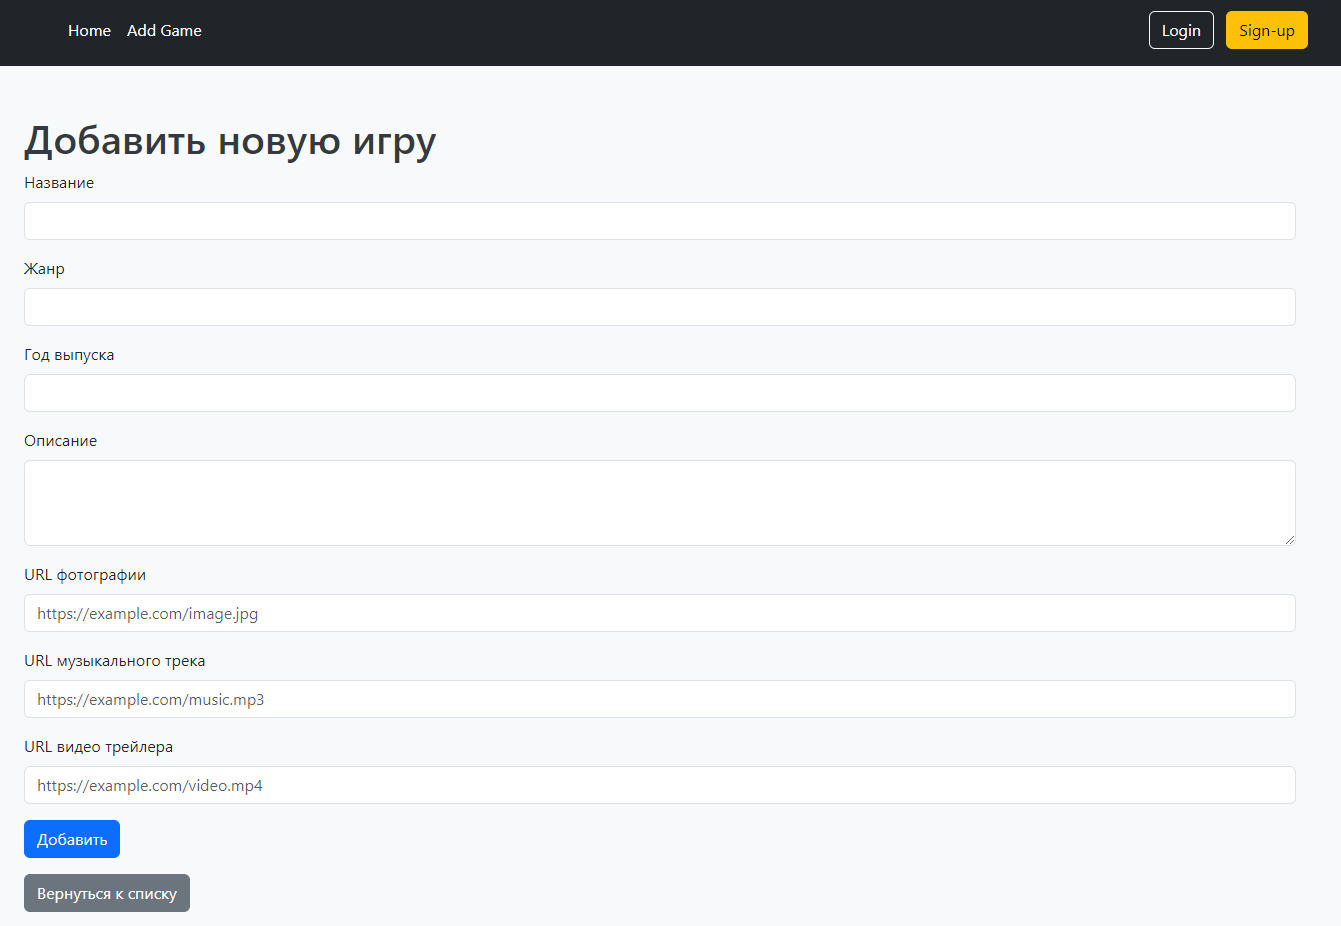 Home Add Game Login Sign-up
Добавить новую игру
Название
Жанр
Год выпуска
Описание
URL фотографии
https://example.com/image.jpg
URL музыкального трека
https://example.com/music.mp3
URL видео трейлера
https://example.com/video.mp4
Добавить
Вернуться к списку